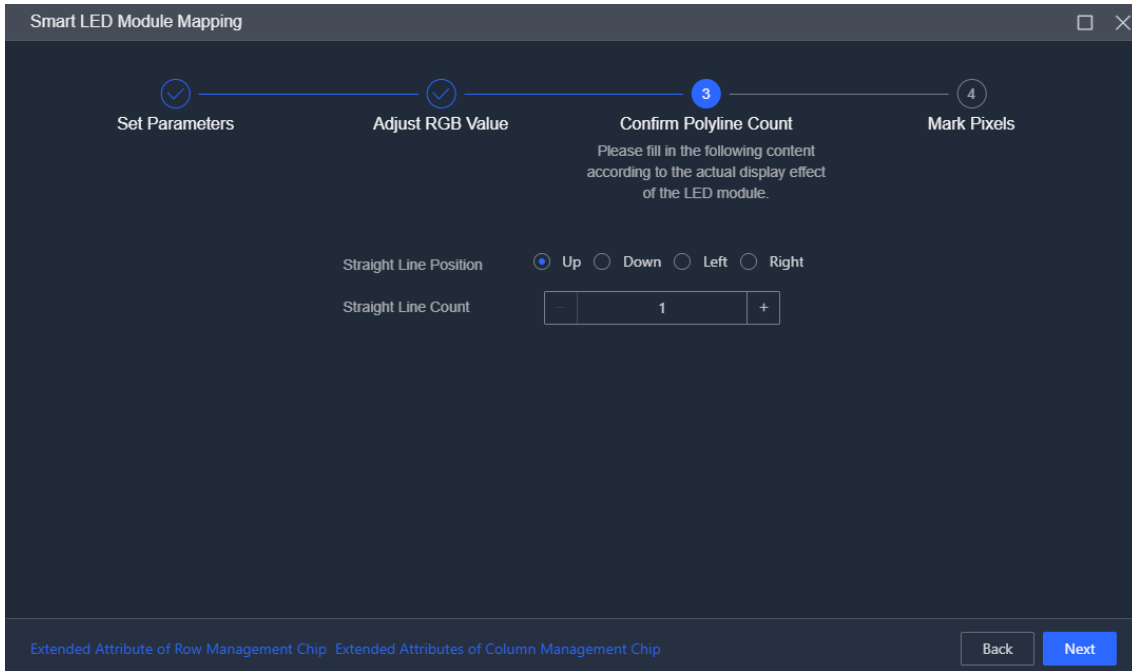 Smart LED Module Mapping
3
4
Set Parameters
Adjust RGB Value
Confirm Polyline Count
Mark Pixels
Please fill in the following content
according to the actual display effect
of the LED module.
Straight Line Position
Up
Down
Left
Right
Straight Line Count
−
1
+
Extended Attribute of Row Management Chip
Extended Attributes of Column Management Chip
Back
Next